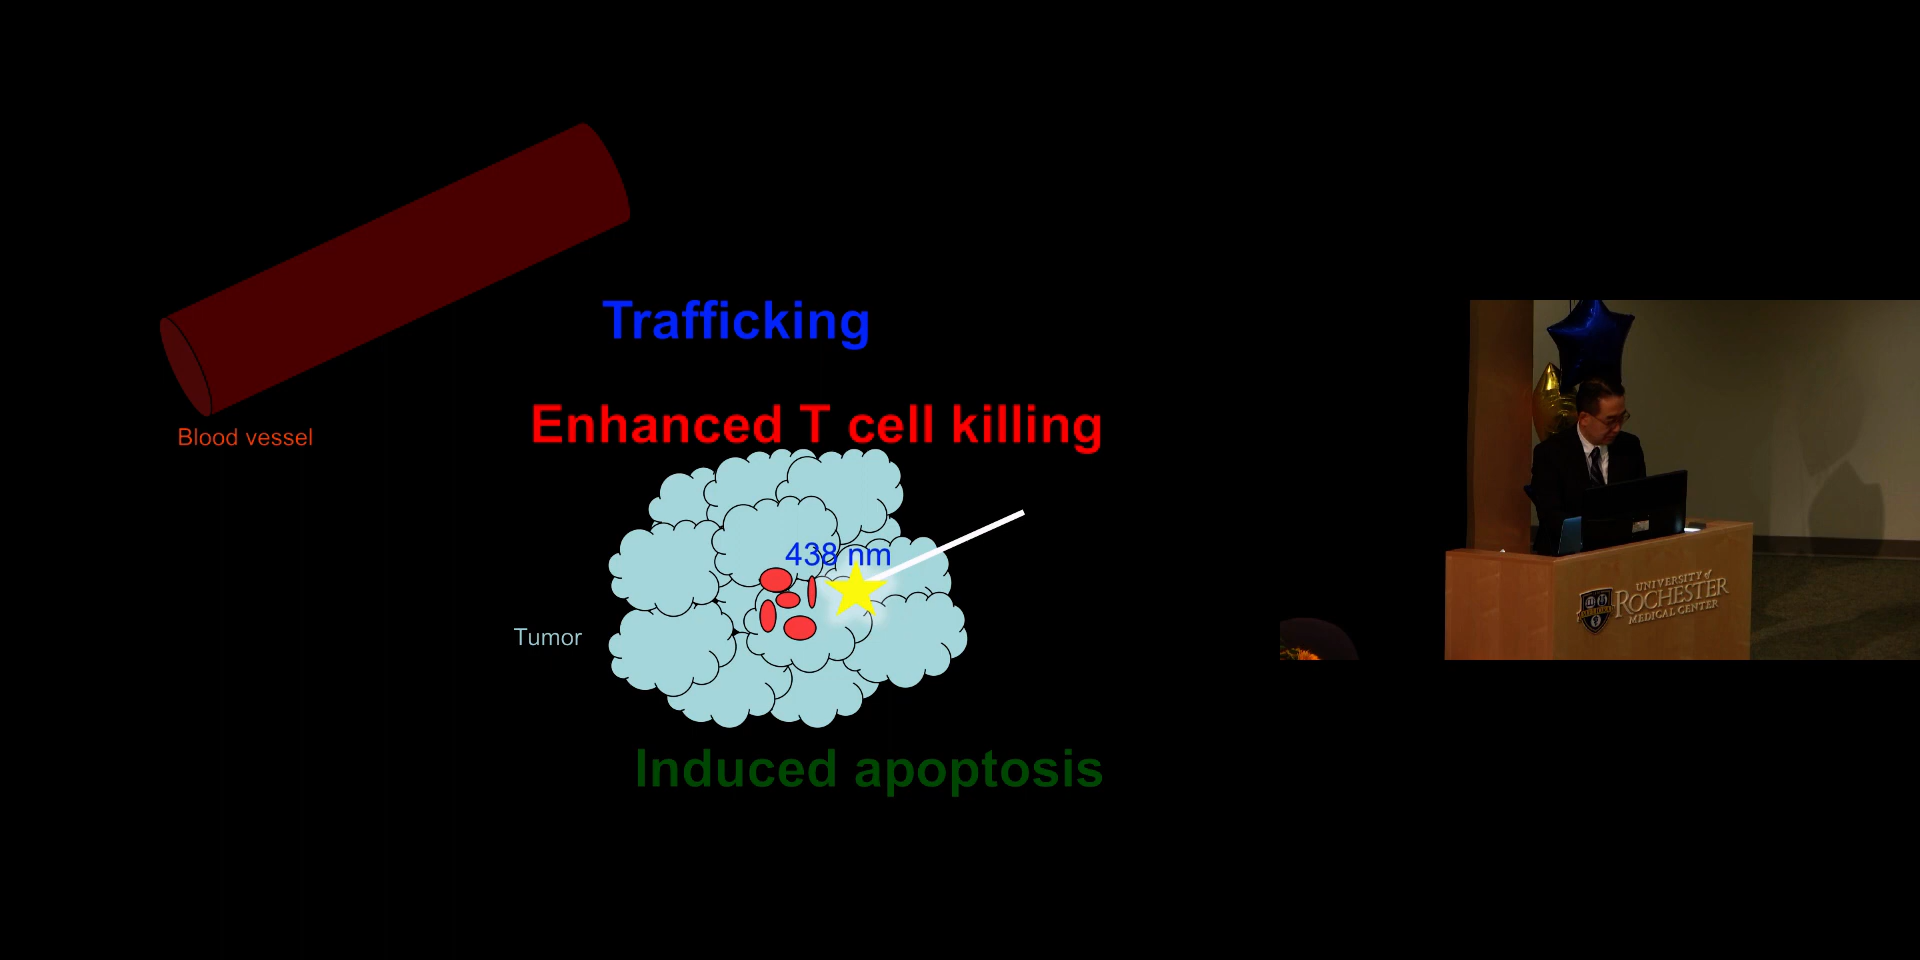 Trafficking
Enhanced T cell killing
Blood vessel
438 nm
Tumor
Induced apoptosis
UNIVERSITY of
ROCHESTER
MEDICAL CENTER